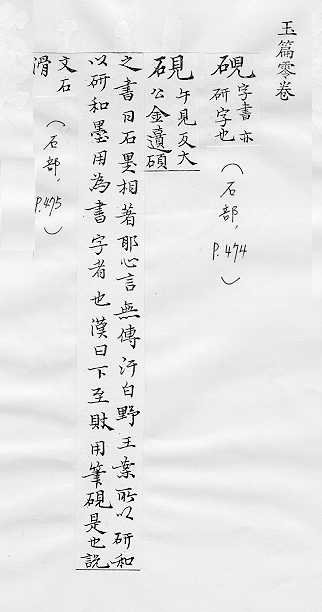 玉篇零卷
硯 字書亦
研字也
(石部, P.474)
硯 午見反大
公金遺碩
之書曰石墨相著耶心言無傳汙白野王案所以研和
以研和墨用為書字者也漢曰下至財用筆硯是也說
文石
滑
(石部, P.475)